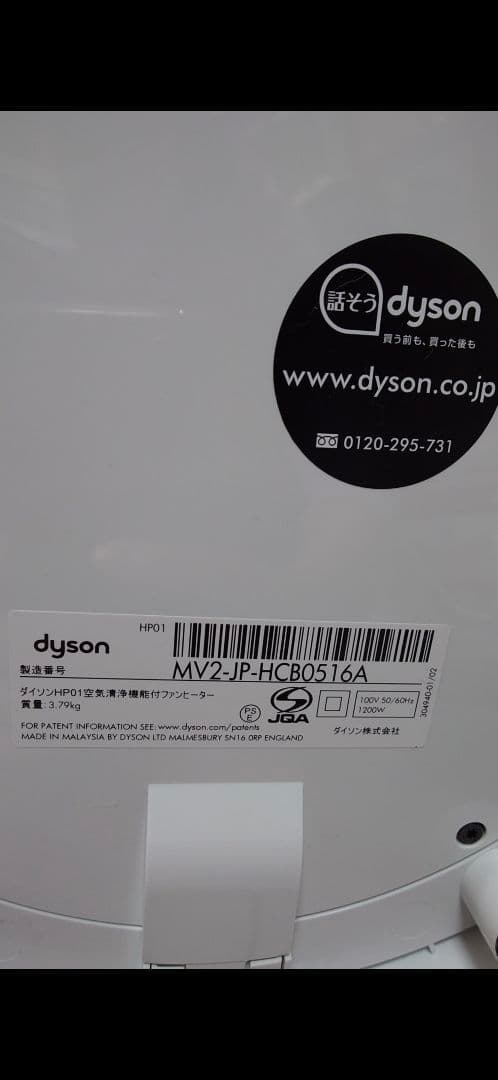 話そう dyson
買う前も、買った後も
www.dyson.co.jp
0120-295-731
dyson
HP01
製造番号
MV2-JP-HCB0516A
ダイソンHP01空気清浄機能付ファンヒーター
質量:3.79kg
PS
E
JQA
100V 50/60Hz
1200W
304940-01/02
FOR PATENT INFORMATION SEE: www.dyson.com/patents
MADE IN MALAYSIA BY DYSON LTD MALMESBURY SN16 0RP ENGLAND
ダイソン株式会社